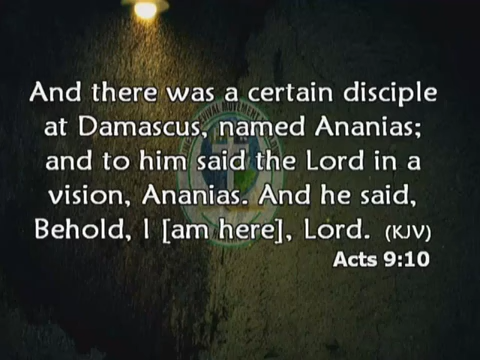 And there was a certain disciple
at Damascus, named Ananias;
and to him said the Lord in a
vision, Ananias. And he said,
Behold, I [am here], Lord. (KJV)
Acts 9:10